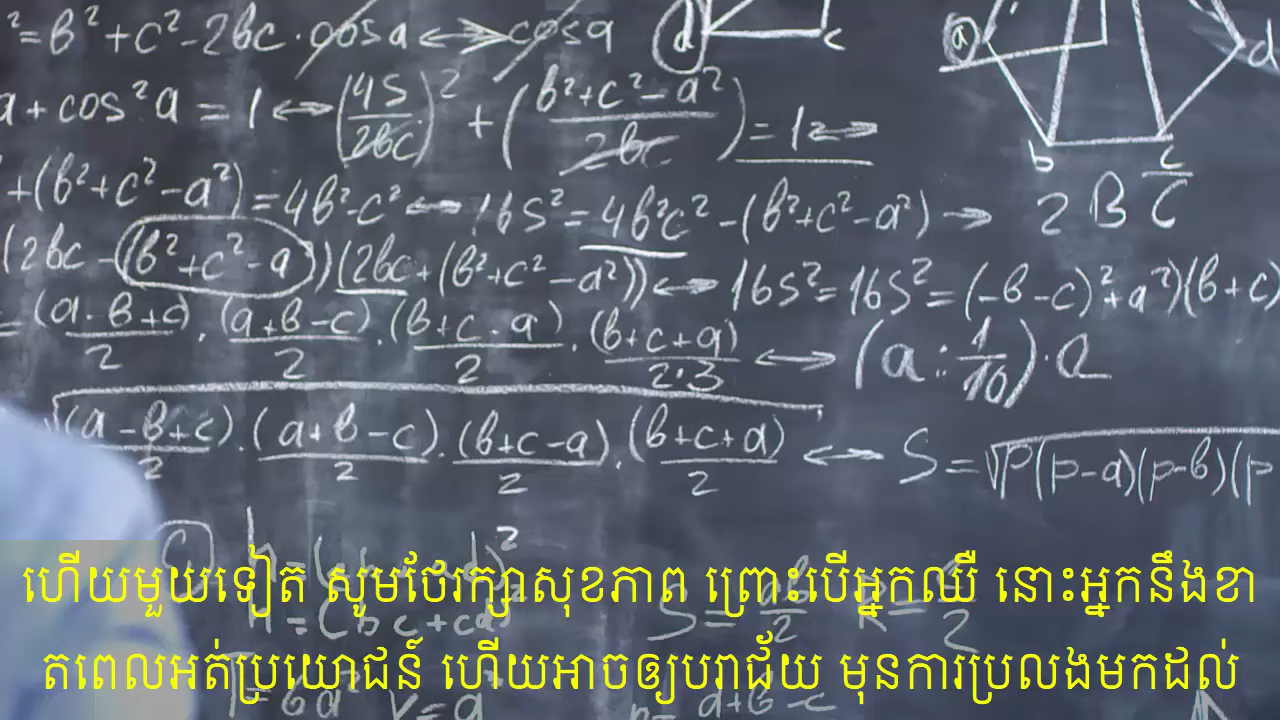 ²=b²+c²-2bc·cosa⟷cosa
d
c
a
d
b
c
a+cos²a=1⟷(4S/2bc)²+(b²+c²-a²/2bc)=1⟷
+(b²+c²-a²)=4b²-c²⟷16S²=4b²c²-(b²+c²-a²)→
2 B c̄
(2bc-(b²+c²-a))(2bc+(b²+c²-a²))⟷16S²=16S²=(-b-c)²+a²)(b+c)
=(a-b+c)/2·(a+b-c)/2·(b+c-a)/2·(b+c+a)/2·3⟷(a:1/10)·a
√(a-b+c)/2·(a+b-c)/2·(b+c-a)/2·(b+c+a)/2⟷S=√P(p-a)(p-b)(p
ហើយមួយទៀត សូមថែរក្សាសុខភាព ព្រោះបើអ្នកឈឺ នោះអ្នកនឹងខា
តពេលអត់ប្រយោជន៍ ហើយអាចឲ្យបរាជ័យ មុនការប្រលងមកដល់